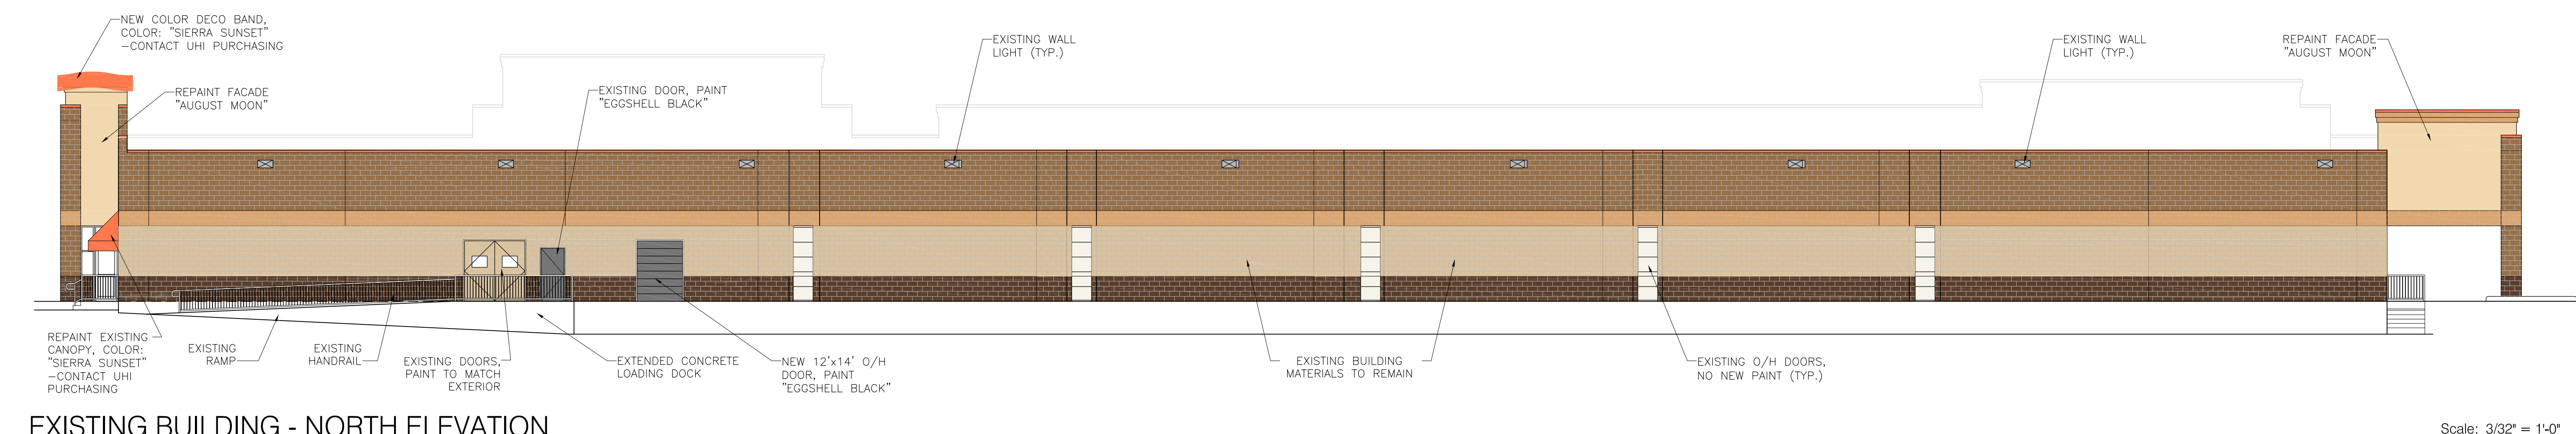 NEW COLOR DECO BAND,
COLOR: "SIERRA SUNSET"
-CONTACT UHI PURCHASING
REPAINT FACADE
"AUGUST MOON"
EXISTING DOOR, PAINT
"EGGSHELL BLACK"
EXISTING WALL
LIGHT (TYP.)
EXISTING WALL
LIGHT (TYP.)
REPAINT FACADE
"AUGUST MOON"
REPAINT EXISTING
CANOPY, COLOR:
"SIERRA SUNSET"
-CONTACT UHI
PURCHASING
EXISTING
RAMP
EXISTING
HANDRAIL
EXISTING DOORS,
PAINT TO MATCH
EXTERIOR
EXTENDED CONCRETE
LOADING DOCK
NEW 12'x14' O/H
DOOR, PAINT
"EGGSHELL BLACK"
EXISTING BUILDING
MATERIALS TO REMAIN
EXISTING O/H DOORS,
NO NEW PAINT (TYP.)
EXISTING BUILDING - NORTH ELEVATION
Scale: 3/32" = 1'-0"